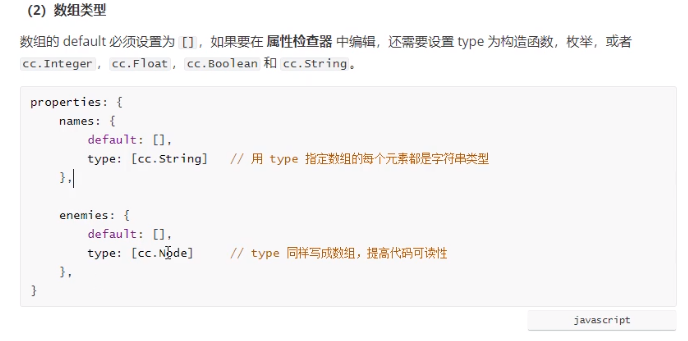 （2）数组类型
数组的 default 必须设置为 []，如果要在 属性检查器 中编辑，还需要设置 type 为构造函数，枚举，或者
cc.Integer，cc.Float，cc.Boolean 和 cc.String。
properties: {
    names: {
        default: [],
        type: [cc.String]   // 用 type 指定数组的每个元素都是字符串类型
    },
    enemies: {
        default: [],
        type: [cc.Node]     // type 同样写成数组，提高代码可读性
    },
}
javascript